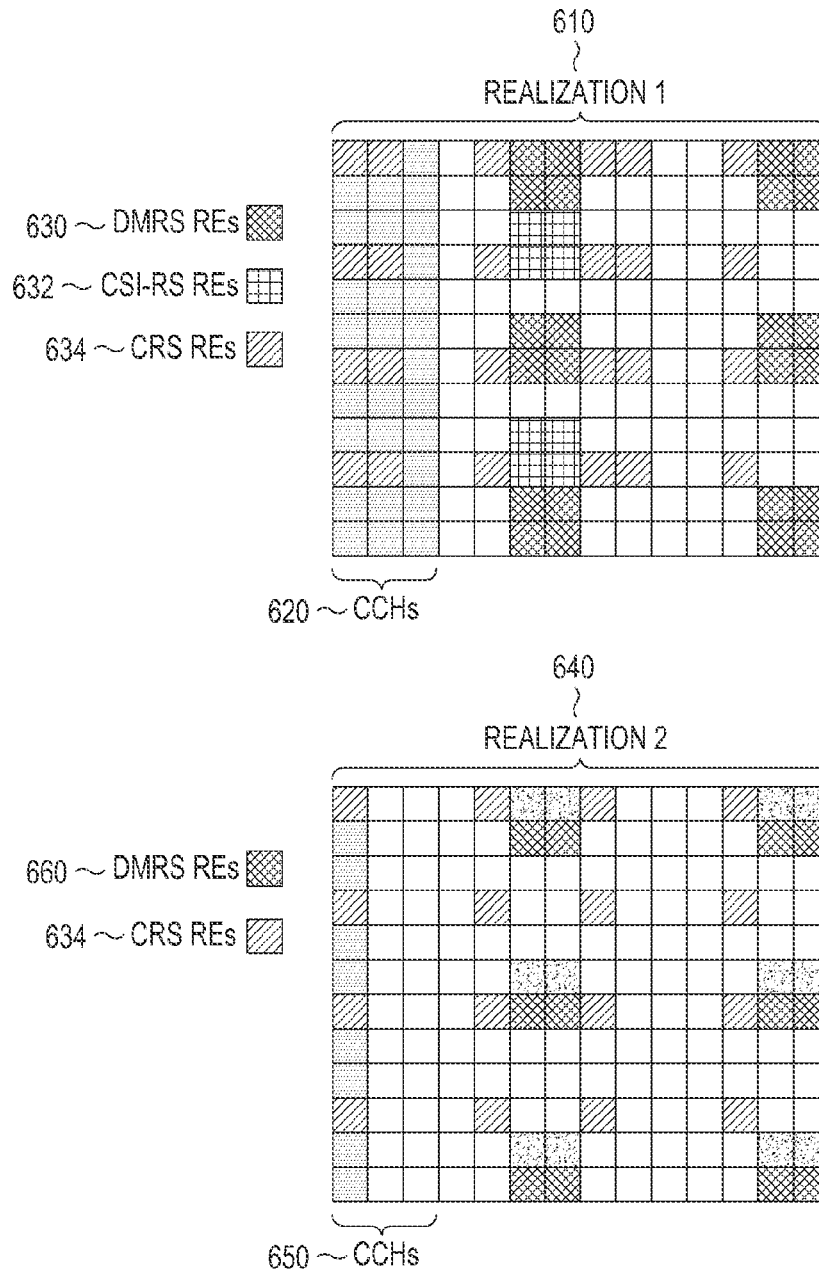 610
REALIZATION 1
630 ~ DMRS REs
632 ~ CSI-RS REs
634 ~ CRS REs
620 ~ CCHs
640
REALIZATION 2
660 ~ DMRS REs
634 ~ CRS REs
650 ~ CCHs